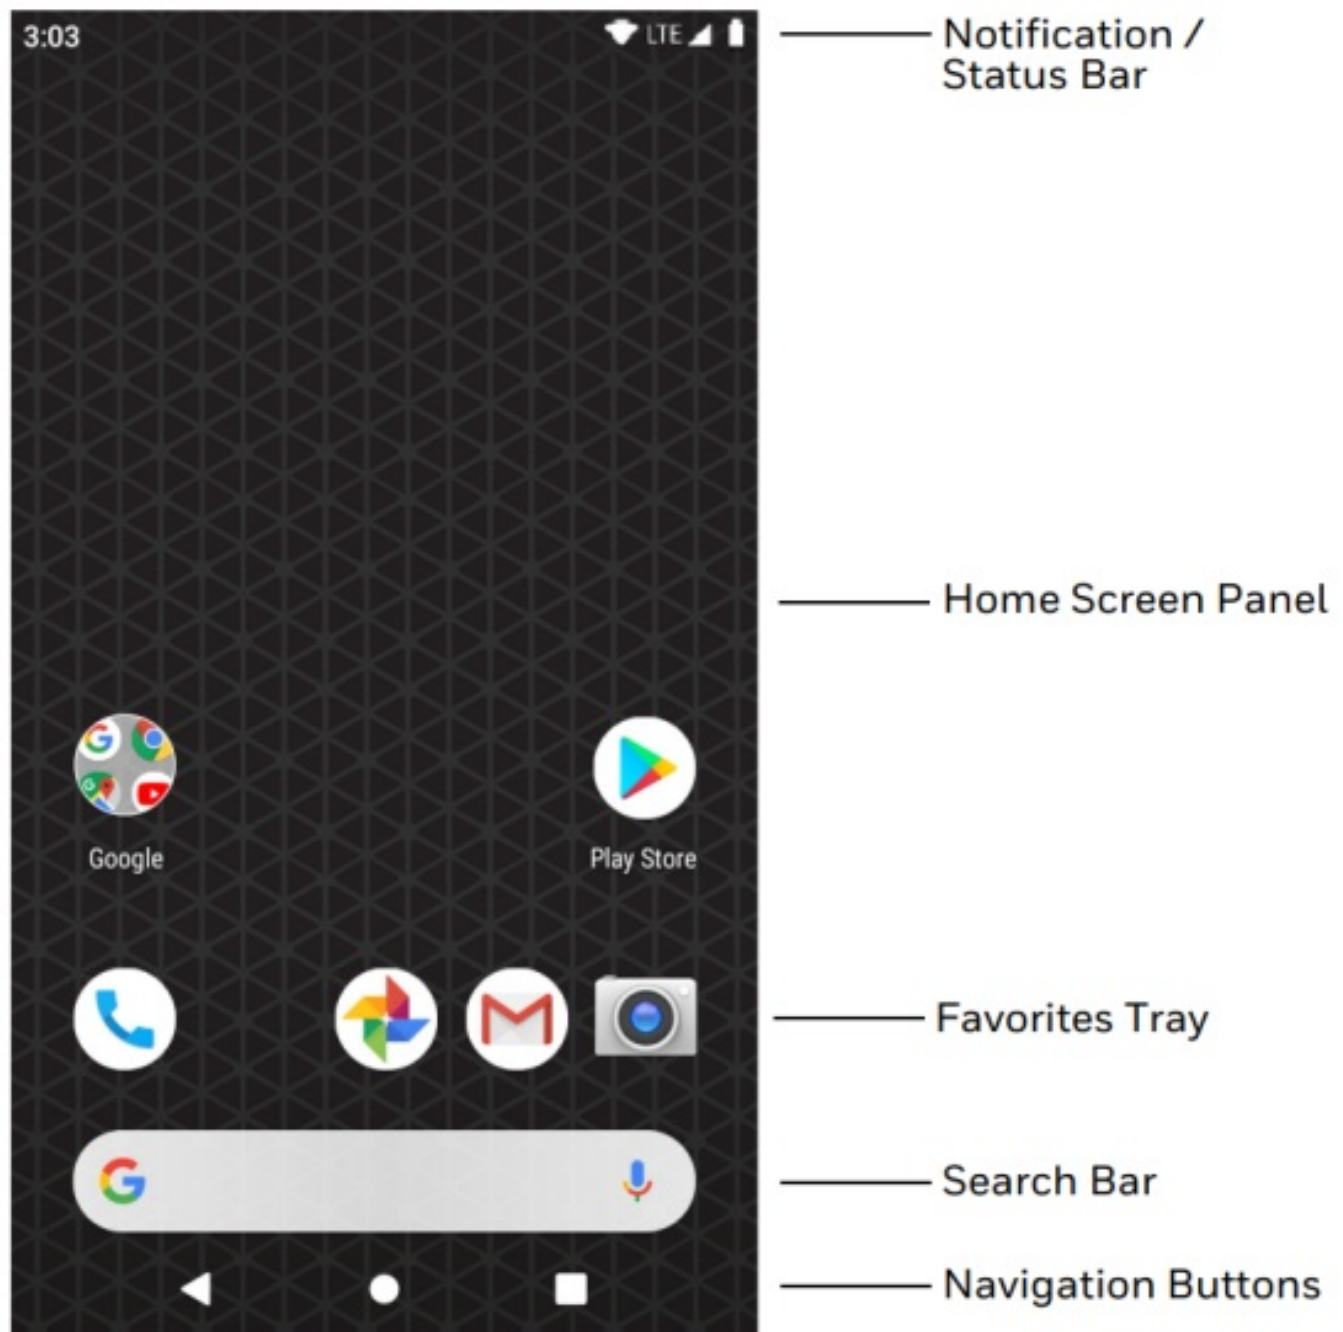 3:03
LTE
Notification /
Status Bar
Home Screen Panel
Google
Play Store
Favorites Tray
Search Bar
Navigation Buttons